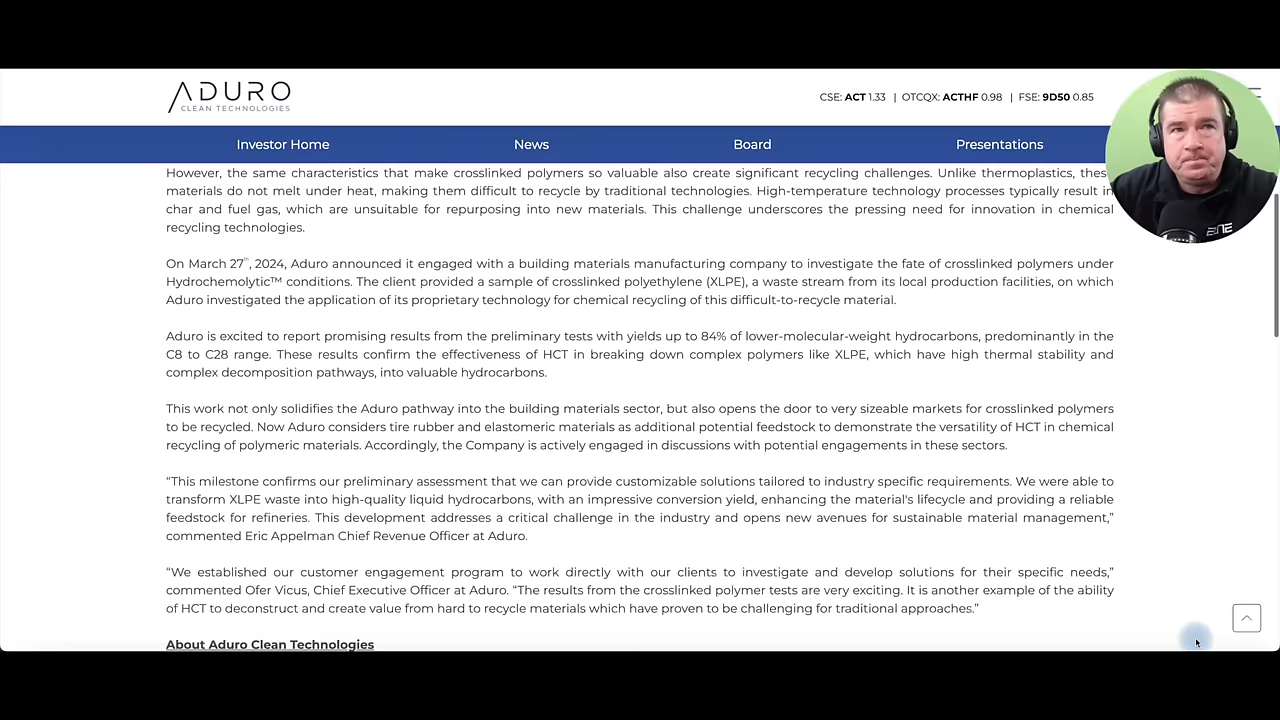 ADURO
CLEAN TECHNOLOGIES
CSE: ACT 1.33 | OTCQX: ACTHF 0.98 | FSE: 9D50 0.85
Investor Home News Board Presentations
However, the same characteristics that make crosslinked polymers so valuable also create significant recycling challenges. Unlike thermoplastics, thes
materials do not melt under heat, making them difficult to recycle by traditional technologies. High-temperature technology processes typically result in
char and fuel gas, which are unsuitable for repurposing into new materials. This challenge underscores the pressing need for innovation in chemical
recycling technologies.
On March 27th, 2024, Aduro announced it engaged with a building materials manufacturing company to investigate the fate of crosslinked polymers under
Hydrochemolytic™ conditions. The client provided a sample of crosslinked polyethylene (XLPE), a waste stream from its local production facilities, on which
Aduro investigated the application of its proprietary technology for chemical recycling of this difficult-to-recycle material.
Aduro is excited to report promising results from the preliminary tests with yields up to 84% of lower-molecular-weight hydrocarbons, predominantly in the
C8 to C28 range. These results confirm the effectiveness of HCT in breaking down complex polymers like XLPE, which have high thermal stability and
complex decomposition pathways, into valuable hydrocarbons.
This work not only solidifies the Aduro pathway into the building materials sector, but also opens the door to very sizeable markets for crosslinked polymers
to be recycled. Now Aduro considers tire rubber and elastomeric materials as additional potential feedstock to demonstrate the versatility of HCT in chemical
recycling of polymeric materials. Accordingly, the Company is actively engaged in discussions with potential engagements in these sectors.
“This milestone confirms our preliminary assessment that we can provide customizable solutions tailored to industry specific requirements. We were able to
transform XLPE waste into high-quality liquid hydrocarbons, with an impressive conversion yield, enhancing the material's lifecycle and providing a reliable
feedstock for refineries. This development addresses a critical challenge in the industry and opens new avenues for sustainable material management,”
commented Eric Appelman Chief Revenue Officer at Aduro.
“We established our customer engagement program to work directly with our clients to investigate and develop solutions for their specific needs,”
commented Ofer Vicus, Chief Executive Officer at Aduro. “The results from the crosslinked polymer tests are very exciting. It is another example of the ability
of HCT to deconstruct and create value from hard to recycle materials which have proven to be challenging for traditional approaches.”
About Aduro Clean Technologies